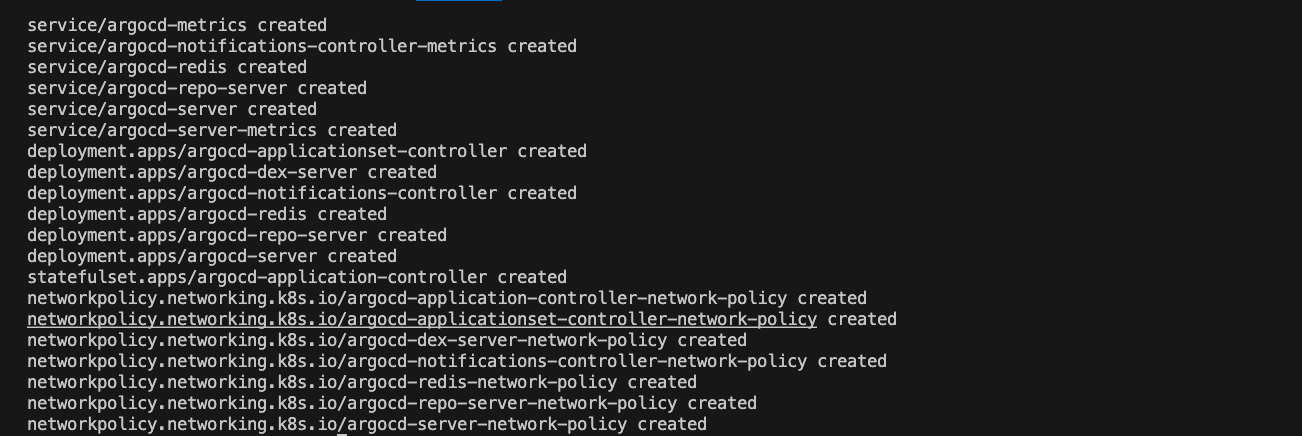 service/argocd-metrics created
service/argocd-notifications-controller-metrics created
service/argocd-redis created
service/argocd-repo-server created
service/argocd-server created
service/argocd-server-metrics created
deployment.apps/argocd-applicationset-controller created
deployment.apps/argocd-dex-server created
deployment.apps/argocd-notifications-controller created
deployment.apps/argocd-redis created
deployment.apps/argocd-repo-server created
deployment.apps/argocd-server created
statefulset.apps/argocd-application-controller created
networkpolicy.networking.k8s.io/argocd-application-controller-network-policy created
networkpolicy.networking.k8s.io/argocd-applicationset-controller-network-policy created
networkpolicy.networking.k8s.io/argocd-dex-server-network-policy created
networkpolicy.networking.k8s.io/argocd-notifications-controller-network-policy created
networkpolicy.networking.k8s.io/argocd-redis-network-policy created
networkpolicy.networking.k8s.io/argocd-repo-server-network-policy created
networkpolicy.networking.k8s.io/argocd-server-network-policy created